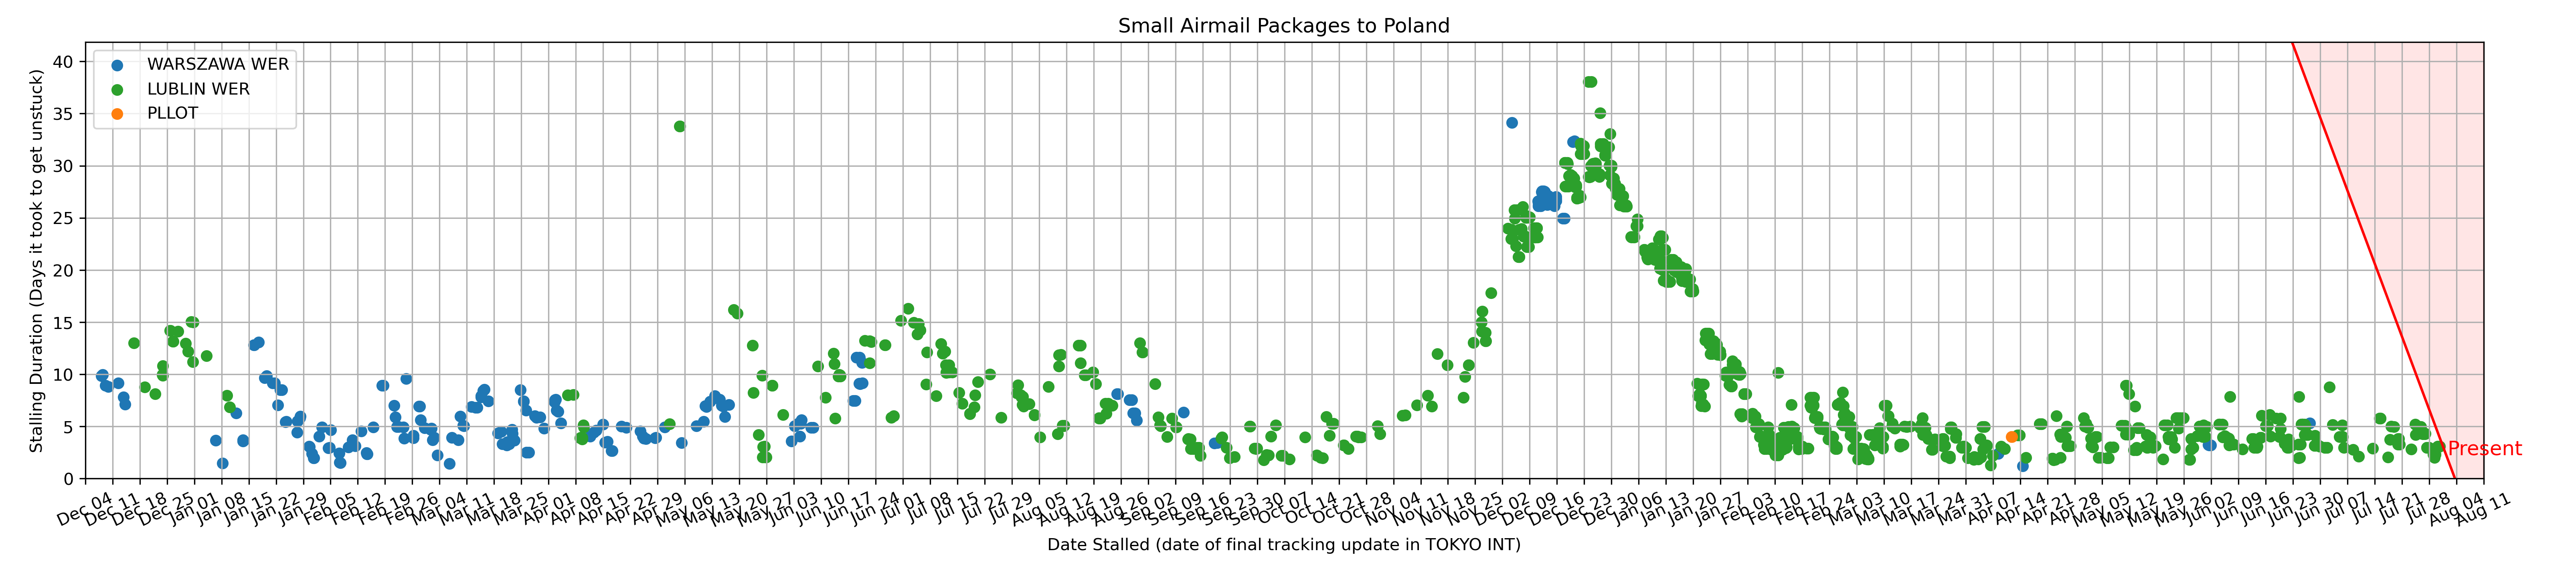 Small Airmail Packages to Poland
WARSZAWA WER
LUBLIN WER
PLLOT
Stalling Duration (Days it took to get unstuck)
40
35
30
25
20
15
10
5
0
Present
Dec 04
Dec 11
Dec 18
Dec 25
Jan 01
Jan 08
Jan 15
Jan 22
Jan 29
Feb 05
Feb 12
Feb 19
Feb 26
Mar 04
Mar 11
Mar 18
Mar 25
Apr 01
Apr 08
Apr 15
Apr 22
Apr 29
May 06
May 13
May 20
May 27
Jun 03
Jun 10
Jun 17
Jun 24
Jul 01
Jul 08
Jul 15
Jul 22
Jul 29
Aug 05
Aug 12
Aug 19
Aug 26
Sep 02
Sep 09
Sep 16
Sep 23
Sep 30
Oct 07
Oct 14
Oct 21
Oct 28
Nov 04
Nov 11
Nov 18
Nov 25
Dec 02
Dec 09
Dec 16
Dec 23
Dec 30
Jan 06
Jan 13
Jan 20
Jan 27
Feb 03
Feb 10
Feb 17
Feb 24
Mar 03
Mar 10
Mar 17
Mar 24
Mar 31
Apr 07
Apr 14
Apr 21
Apr 28
May 05
May 12
May 19
May 26
Jun 02
Jun 09
Jun 16
Jun 23
Jun 30
Jul 07
Jul 14
Jul 21
Jul 28
Aug 04
Aug 11
Date Stalled (date of final tracking update in TOKYO INT)